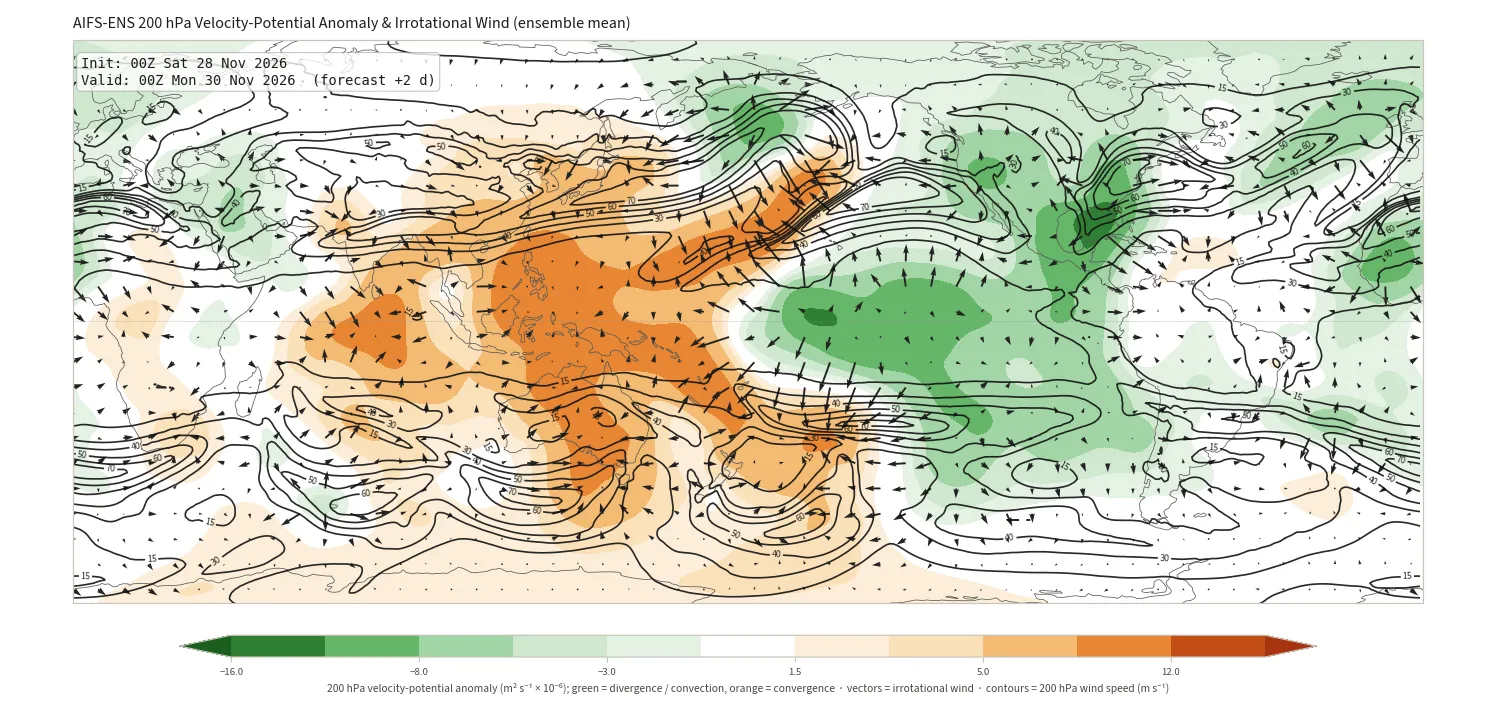 AIFS-ENS 200 hPa Velocity-Potential Anomaly & Irrotational Wind (ensemble mean)
Init: 00Z Sat 28 Nov 2026
Valid: 00Z Mon 30 Nov 2026 (forecast +2 d)
−16.0 −8.0 −3.0 1.5 5.0 12.0
200 hPa velocity-potential anomaly (m² s⁻¹ × 10⁻⁶); green = divergence / convection, orange = convergence · vectors = irrotational wind · contours = 200 hPa wind speed (m s⁻¹)